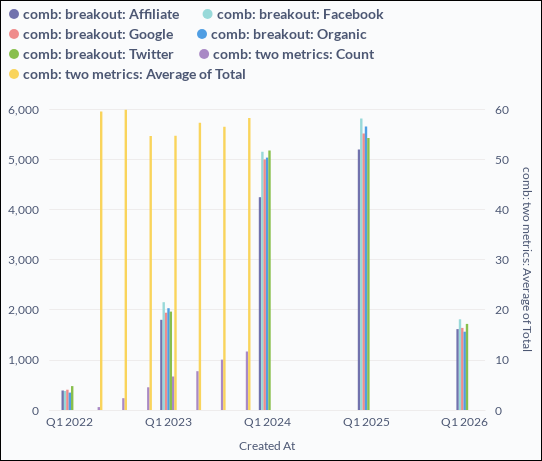 comb: breakout: Affiliate comb: breakout: Facebook
comb: breakout: Google comb: breakout: Organic
comb: breakout: Twitter comb: two metrics: Count
comb: two metrics: Average of Total
6,000 60
5,000 50
4,000 40
3,000 30
2,000 20
1,000 10
0 0
comb: two metrics: Average of Total
Q1 2022 Q1 2023 Q1 2024 Q1 2025 Q1 2026
Created At